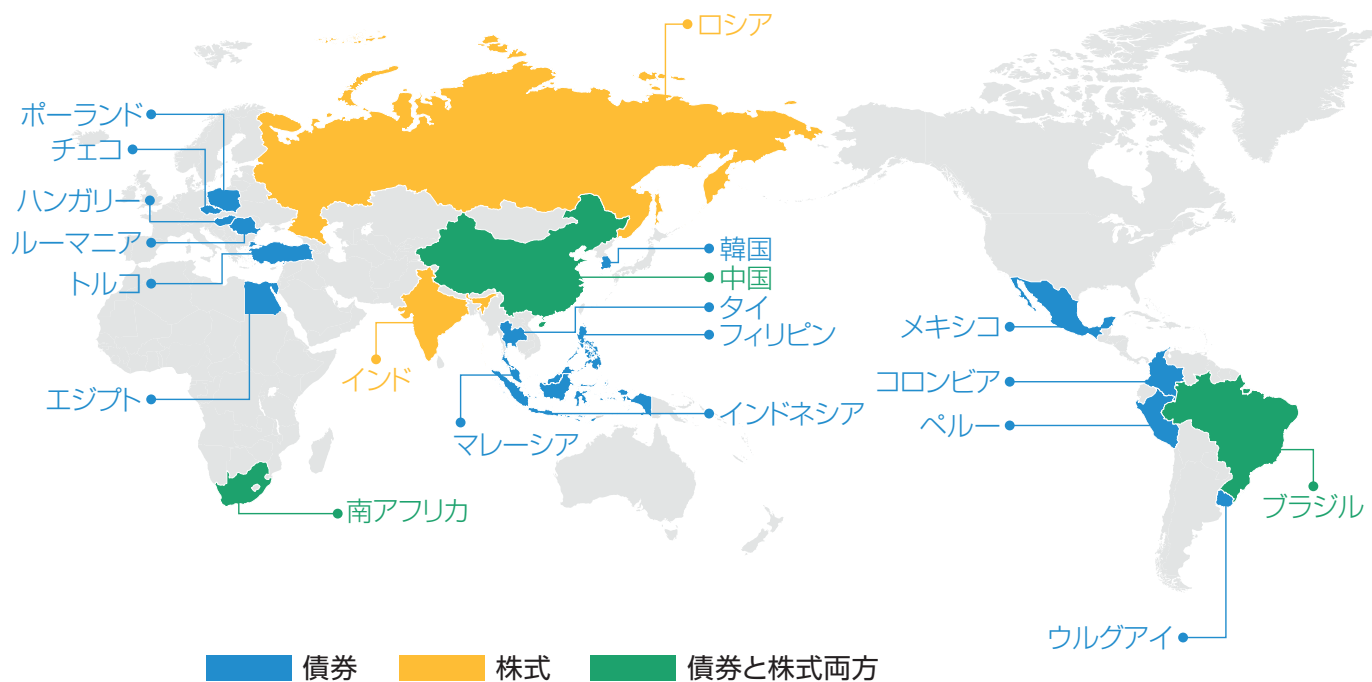 ロシア
ポーランド
チェコ
ハンガリー
ルーマニア
トルコ
エジプト
南アフリカ
インド
韓国
中国
タイ
フィリピン
インドネシア
マレーシア
メキシコ
コロンビア
ペルー
ブラジル
ウルグアイ
債券
株式
債券と株式両方